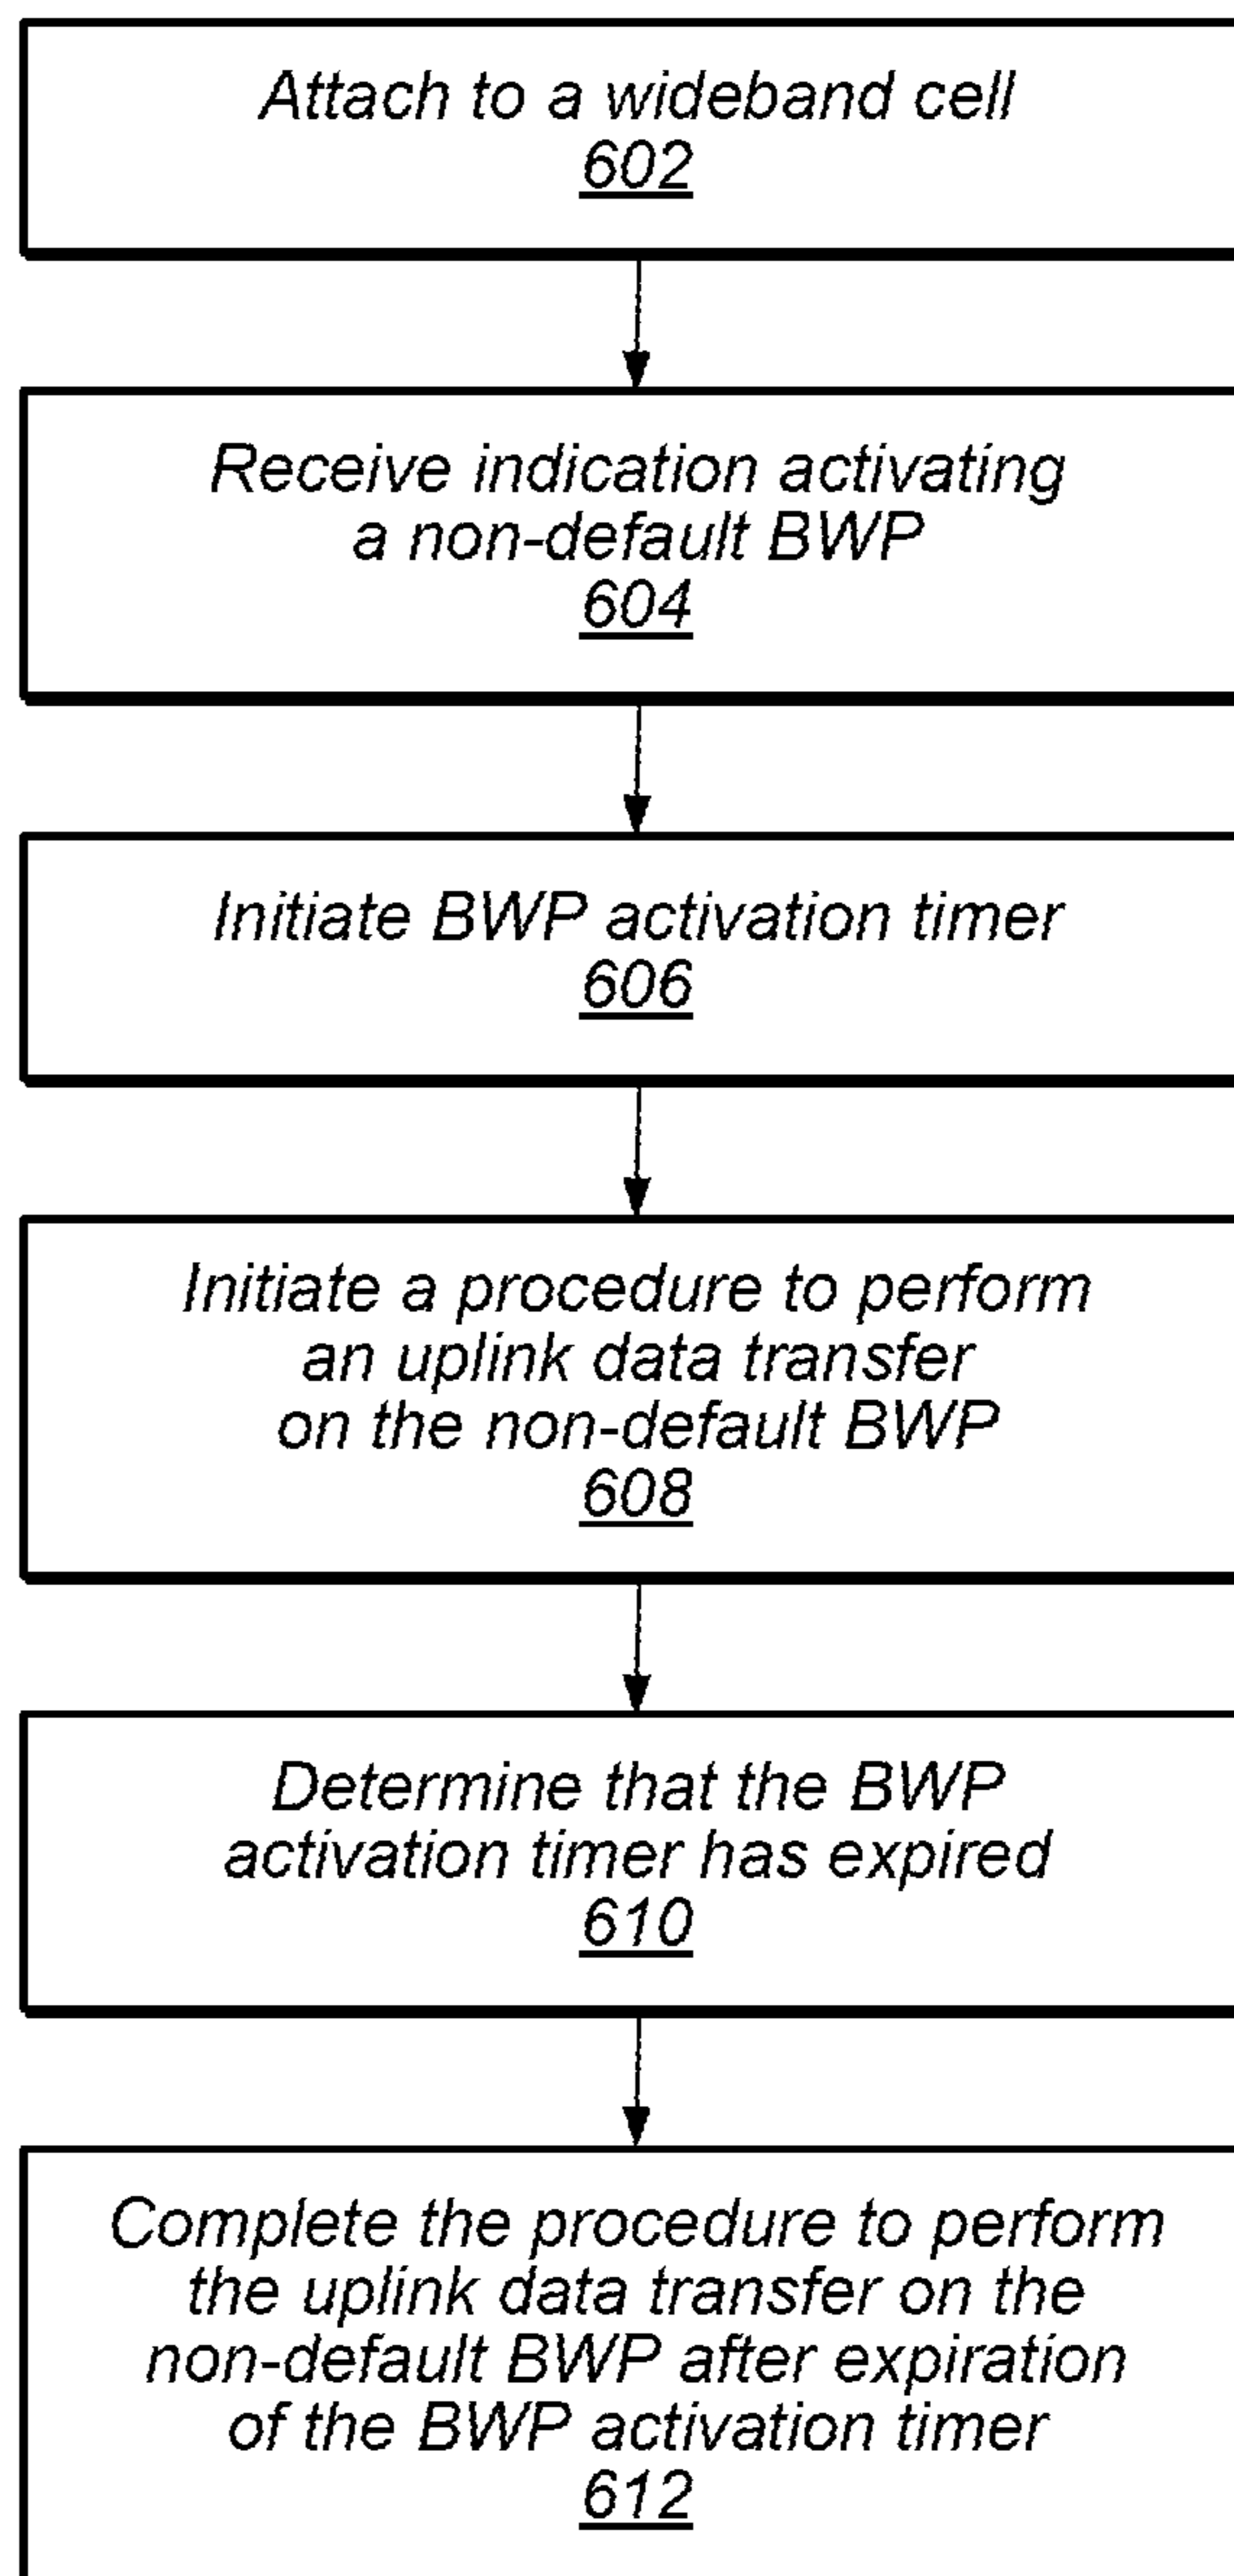 Attach to a wideband cell
602
Receive indication activating
a non-default BWP
604
Initiate BWP activation timer
606
Initiate a procedure to perform
an uplink data transfer
on the non-default BWP
608
Determine that the BWP
activation timer has expired
610
Complete the procedure to perform
the uplink data transfer on the
non-default BWP after expiration
of the BWP activation timer
612